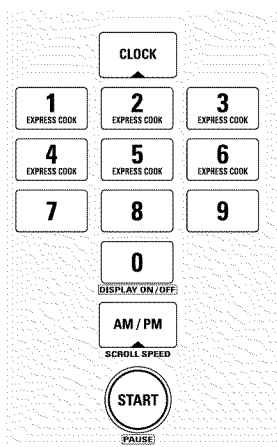 CLOCK
1 2 3
EXPRESS COOK EXPRESS COOK EXPRESS COOK
4 5 6
EXPRESS COOK EXPRESS COOK EXPRESS COOK
7 8 9
0
DISPLAY ON/OFF
AM / PM
SCROLL SPEED
START
PAUSE